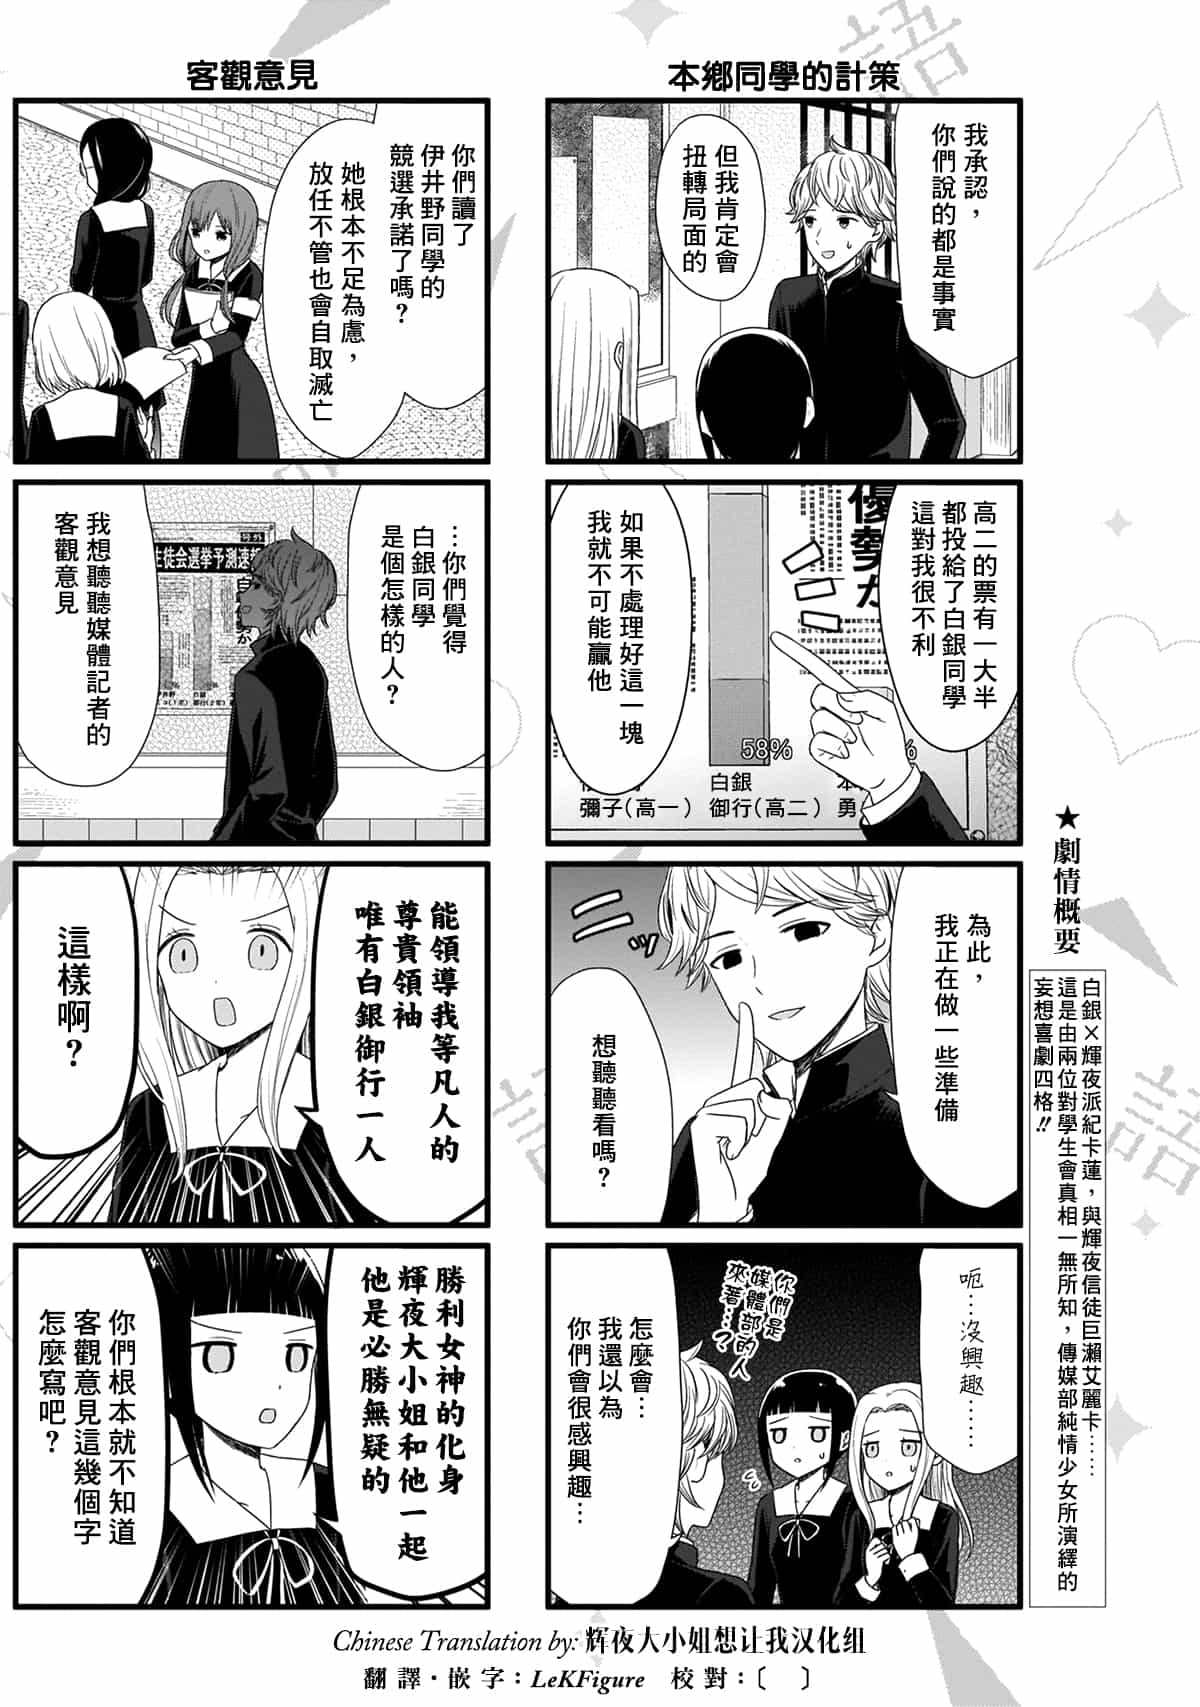 ★劇情概要
白銀×輝夜派紀卡蓮，與輝夜信徒巨瀨艾麗卡……
這是由兩位對學生會真相一無所知，傳媒部純情少女所演繹的
妄想喜劇四格!!
本鄉同學的計策
我承認，
你們說的都是事實
但我肯定會
扭轉局面的
高二的票有一大半
都投給了白銀同學
這對我很不利
如果不處理好這一塊
我就不可能贏他
優勢か
58%
%
彌子(高一)
白銀
御行(高二)
本
勇
為此，
我正在做一些準備
想聽聽看嗎？
呃…沒興趣……
你們是
媒體部的人
來著…？
怎麼會…
我還以為
你們會很感興趣…
客觀意見
你們讀了
伊井野同學的
競選承諾了嗎？
她根本不足為慮，
放任不管也會自取滅亡
…你們覺得
白銀同學
是個怎樣的人？
号外
生徒会選挙予測速報
我想聽聽媒體記者的
客觀意見
能領導我等凡人的
尊貴領袖
唯有白銀御行一人
這樣啊？
勝利女神的化身
輝夜大小姐和他一起
他是必勝無疑的
你們根本就不知道
客觀意見這幾個字
怎麼寫吧？
Chinese Translation by: 辉夜大小姐想让我汉化组
翻譯·嵌字：LeKFigure 校對：〔 〕